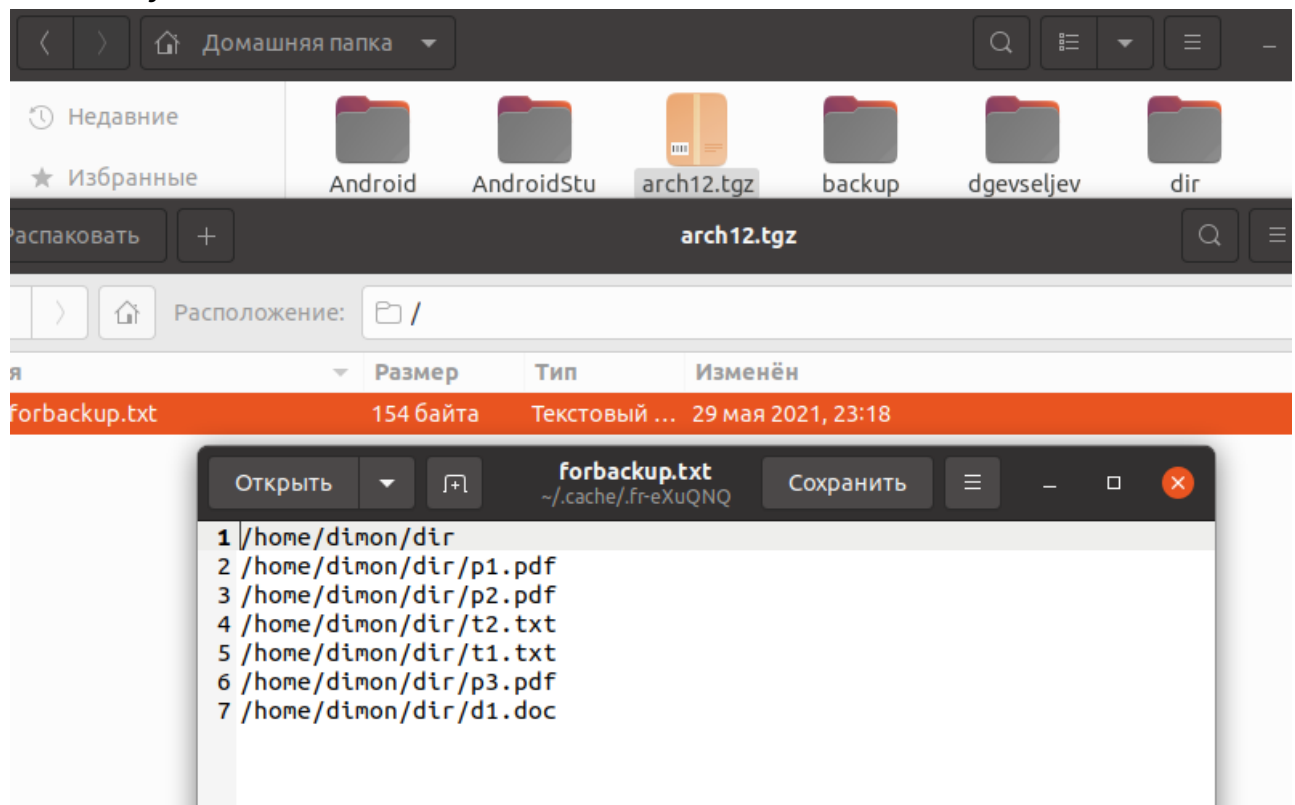 Домашняя папка
Недавние
Избранные
Android AndroidStu arch12.tgz backup dgevseljev dir
Распаковать + arch12.tgz
Расположение: /
я Размер Тип Изменён
forbackup.txt 154 байта Текстовый ... 29 мая 2021, 23:18
Открыть forbackup.txt Сохранить
~/.cache/.fr-eXuQNQ
1 /home/dimon/dir
2 /home/dimon/dir/p1.pdf
3 /home/dimon/dir/p2.pdf
4 /home/dimon/dir/t2.txt
5 /home/dimon/dir/t1.txt
6 /home/dimon/dir/p3.pdf
7 /home/dimon/dir/d1.doc